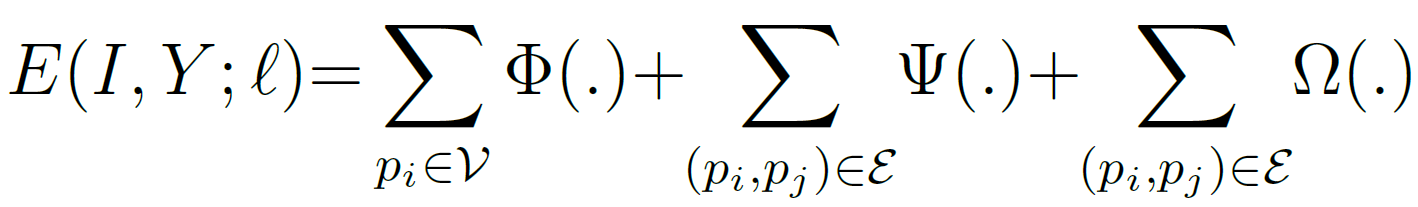 E(I, Y; ℓ)= ∑_{p_i∈𝒱} Φ(.)+ ∑_{(p_i,p_j)∈ℰ} Ψ(.)+ ∑_{(p_i,p_j)∈ℰ} Ω(.)